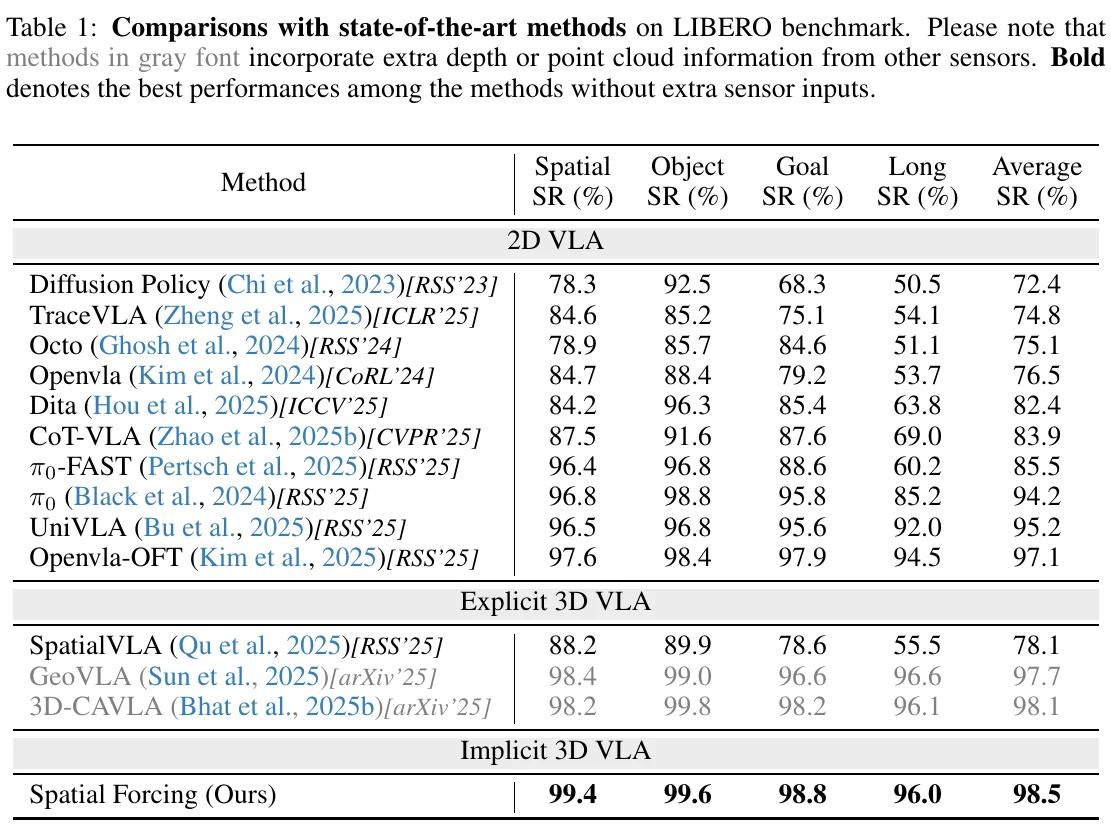 Table 1: Comparisons with state-of-the-art methods on LIBERO benchmark. Please note that
methods in gray font incorporate extra depth or point cloud information from other sensors. Bold
denotes the best performances among the methods without extra sensor inputs.
Method Spatial SR (%) Object SR (%) Goal SR (%) Long SR (%) Average SR (%)
2D VLA
Diffusion Policy (Chi et al., 2023)[RSS'23] 78.3 92.5 68.3 50.5 72.4
TraceVLA (Zheng et al., 2025)[ICLR'25] 84.6 85.2 75.1 54.1 74.8
Octo (Ghosh et al., 2024)[RSS'24] 78.9 85.7 84.6 51.1 75.1
Openvla (Kim et al., 2024)[CoRL'24] 84.7 88.4 79.2 53.7 76.5
Dita (Hou et al., 2025)[ICCV'25] 84.2 96.3 85.4 63.8 82.4
CoT-VLA (Zhao et al., 2025b)[CVPR'25] 87.5 91.6 87.6 69.0 83.9
π₀-FAST (Pertsch et al., 2025)[RSS'25] 96.4 96.8 88.6 60.2 85.5
π₀ (Black et al., 2024)[RSS'25] 96.8 98.8 95.8 85.2 94.2
UniVLA (Bu et al., 2025)[RSS'25] 96.5 96.8 95.6 92.0 95.2
Openvla-OFT (Kim et al., 2025)[RSS'25] 97.6 98.4 97.9 94.5 97.1
Explicit 3D VLA
SpatialVLA (Qu et al., 2025)[RSS'25] 88.2 89.9 78.6 55.5 78.1
GeoVLA (Sun et al., 2025)[arXiv'25] 98.4 99.0 96.6 96.6 97.7
3D-CAVLA (Bhat et al., 2025b)[arXiv'25] 98.2 99.8 98.2 96.1 98.1
Implicit 3D VLA
Spatial Forcing (Ours) 99.4 99.6 98.8 96.0 98.5